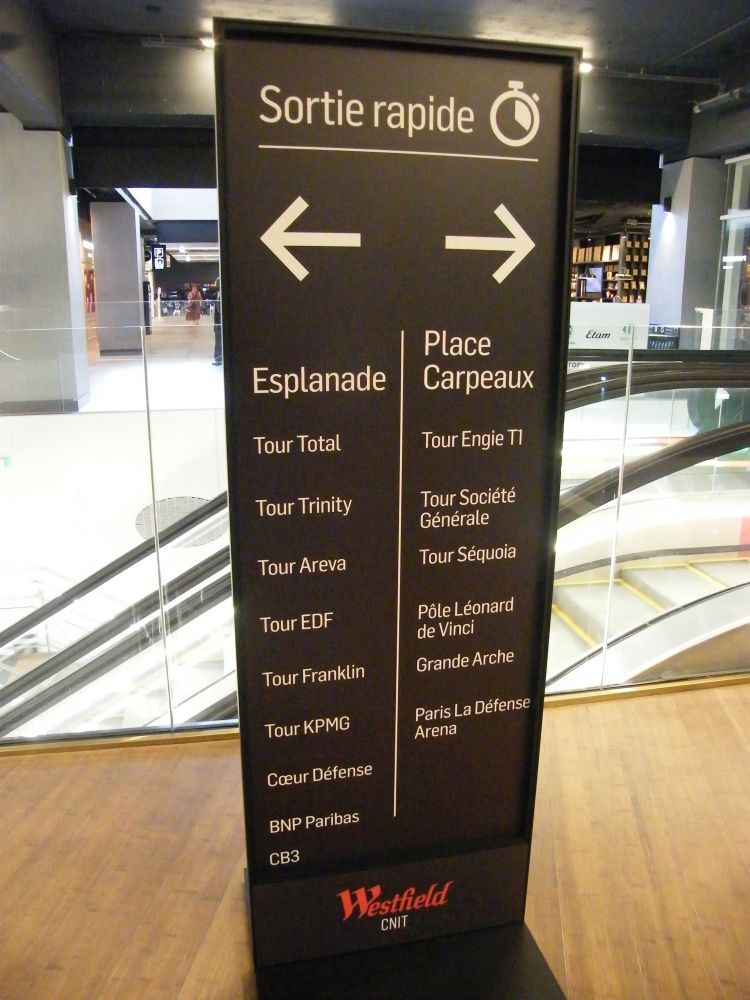 Sortie rapide
Esplanade
Tour Total
Tour Trinity
Tour Areva
Tour EDF
Tour Franklin
Tour KPMG
Cœur Défense
BNP Paribas
CB3
Place
Carpeaux
Tour Engie T1
Tour Société
Générale
Tour Séquoia
Pôle Léonard
de Vinci
Grande Arche
Paris La Défense
Arena
Westfield
CNIT
Etam